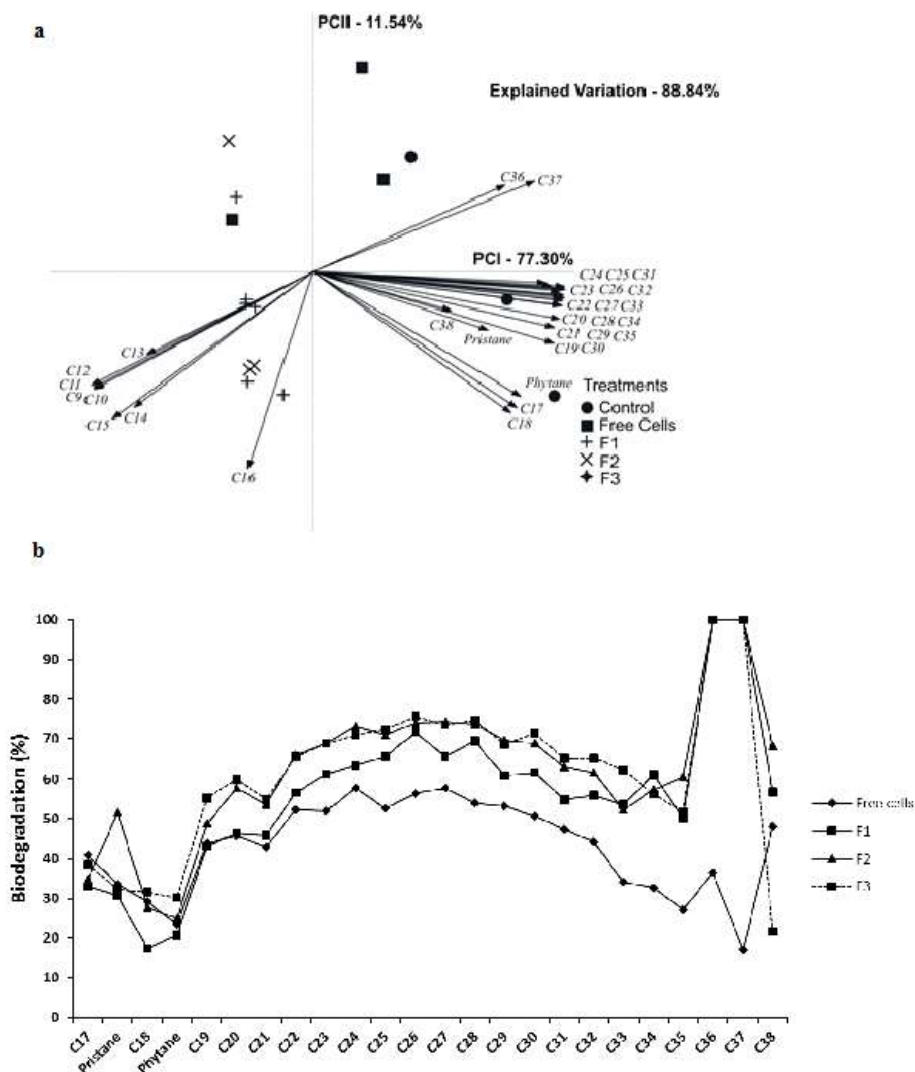 a
PCII - 11.54%
Explained Variation - 88.84%
C36
C37
PCI - 77.30%
C24 C25 C31
C23 C26 C32
C22 C27 C33
C20 C28 C34
C21 C29 C35
C19 C30
C38
Pristane
C13
C12
C11
C9 C10
C15 C14
C16
Phytane
C17
C18
Treatments
Control
Free Cells
F1
F2
F3
b
Biodegradation (%)
100
90
80
70
60
50
40
30
20
10
0
C17
Pristane
C18
Phytane
C19
C20
C21
C22
C23
C24
C25
C26
C27
C28
C29
C30
C31
C32
C33
C34
C35
C36
C37
C38
Free cells
F1
F2
F3